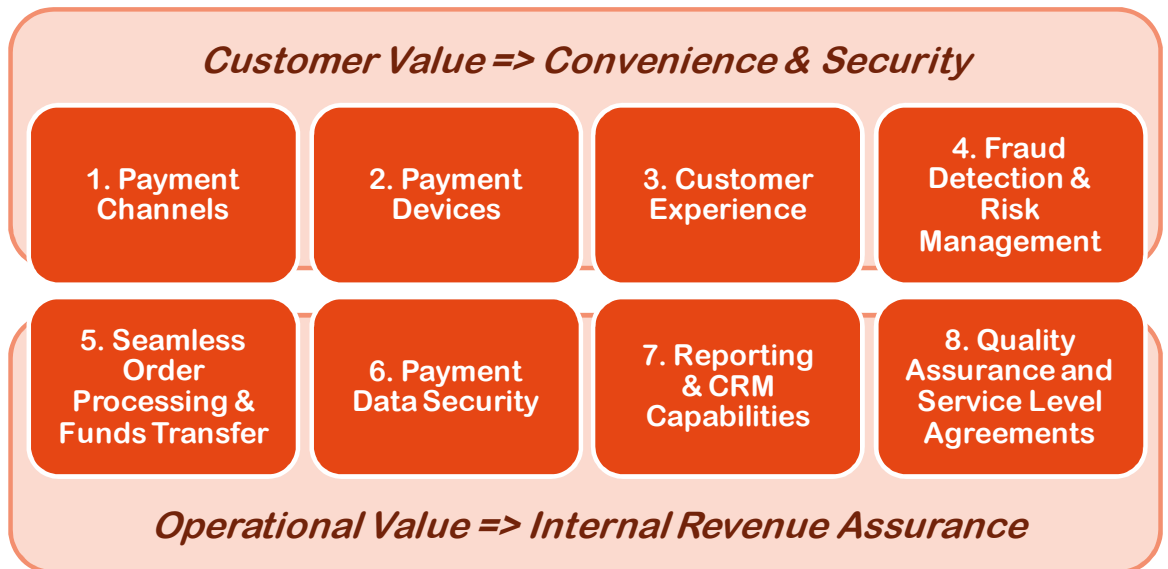 Customer Value => Convenience & Security
1. Payment
Channels
2. Payment
Devices
3. Customer
Experience
4. Fraud
Detection &
Risk
Management
5. Seamless
Order
Processing &
Funds Transfer
6. Payment
Data Security
7. Reporting
& CRM
Capabilities
8. Quality
Assurance and
Service Level
Agreements
Operational Value => Internal Revenue Assurance